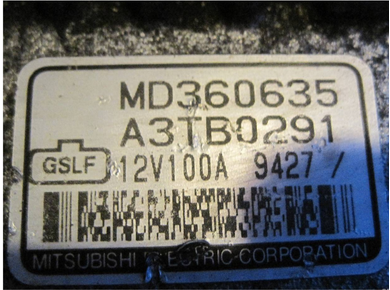 MD360635
A3TB0291
GSLF 12V100A 9427 /
MITSUBISHI ELECTRIC CORPORATION